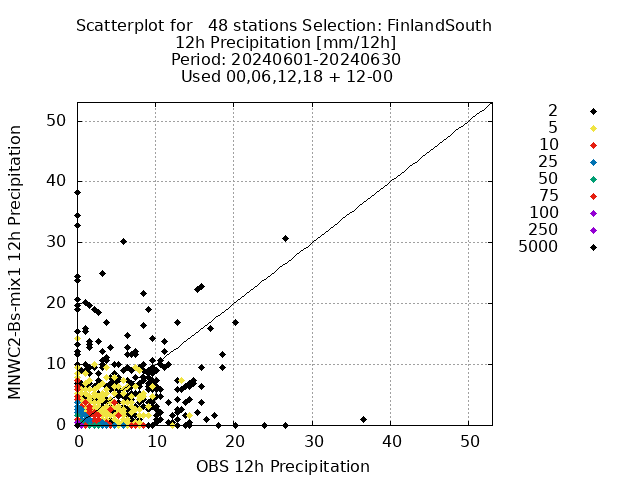 Scatterplot for   48 stations Selection: FinlandSouth
12h Precipitation [mm/12h]
Period: 20240601-20240630
Used 00,06,12,18 + 12-00
MNWC2-Bs-mix1 12h Precipitation
50
40
30
20
10
0
0 10 20 30 40 50
OBS 12h Precipitation
2
5
10
25
50
75
100
250
5000